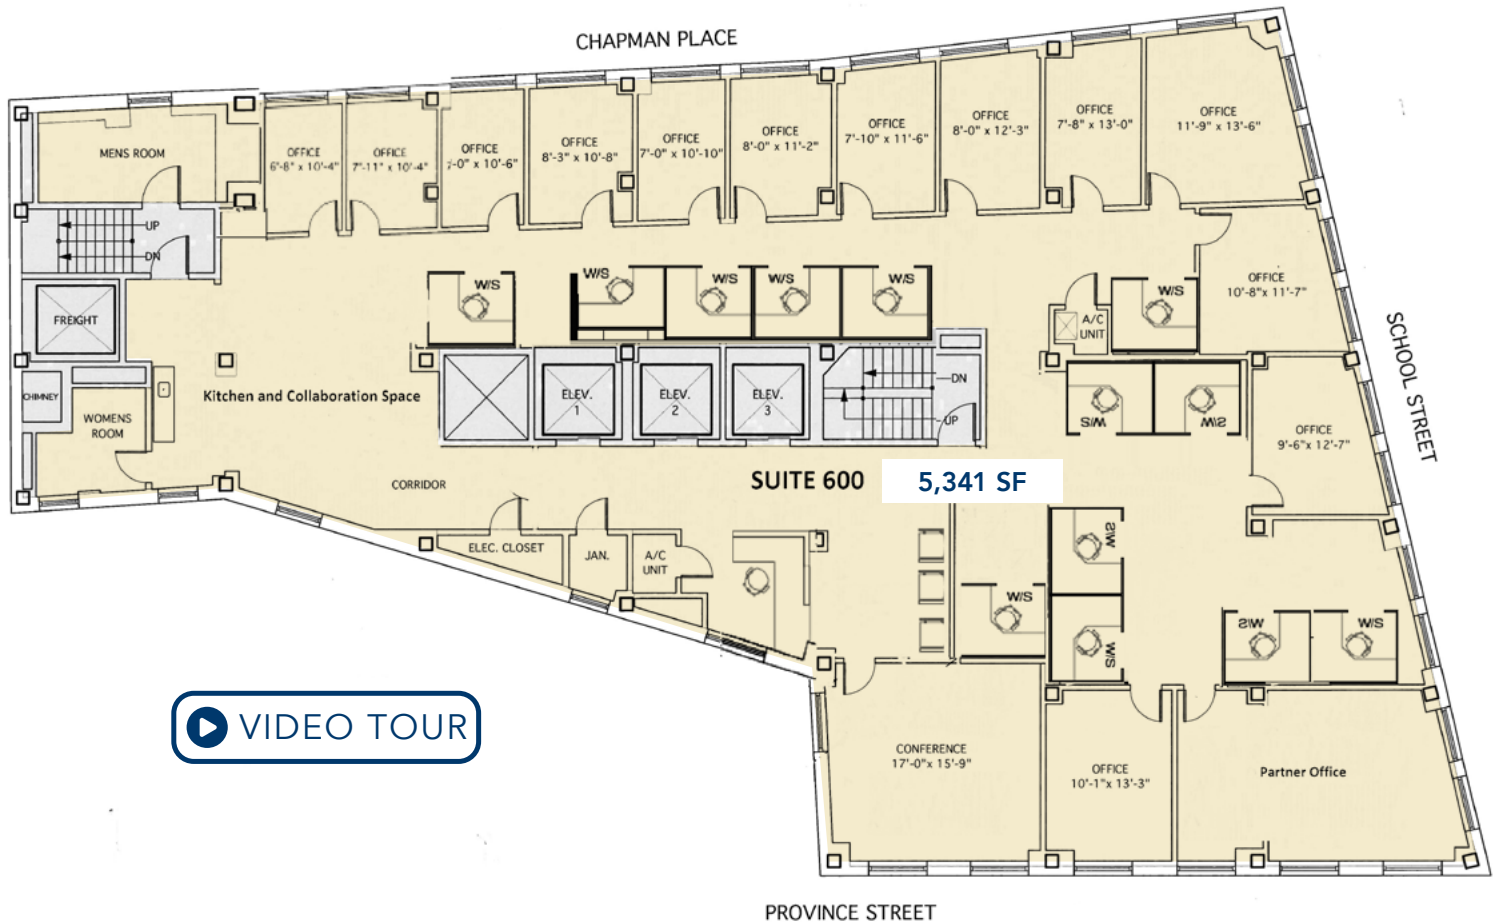 CHAPMAN PLACE
MENS ROOM
OFFICE
6'-8" x 10'-4"
OFFICE
7'-11" x 10'-4"
OFFICE
7'-0" x 10'-6"
OFFICE
8'-3" x 10'-8"
OFFICE
7'-0" x 10'-10"
OFFICE
8'-0" x 11'-2"
OFFICE
7'-10" x 11'-6"
OFFICE
8'-0" x 12'-3"
OFFICE
7'-8" x 13'-0"
OFFICE
11'-9" x 13'-6"
UP
DN
W/S
W/S
W/S
W/S
W/S
W/S
OFFICE
10'-8"x 11'-7"
FREIGHT
A/C
UNIT
SCHOOL STREET
CHIMNEY
WOMENS
ROOM
Kitchen and Collaboration Space
ELEV.
1
ELEV.
2
ELEV.
3
DN
UP
W/S
W/S
OFFICE
9'-6"x 12'-7"
CORRIDOR
SUITE 600
5,341 SF
ELEC. CLOSET
JAN.
A/C
UNIT
W/S
W/S
W/S
W/S
W/S
VIDEO TOUR
CONFERENCE
17'-0"x 15'-9"
OFFICE
10'-1"x 13'-3"
Partner Office
PROVINCE STREET